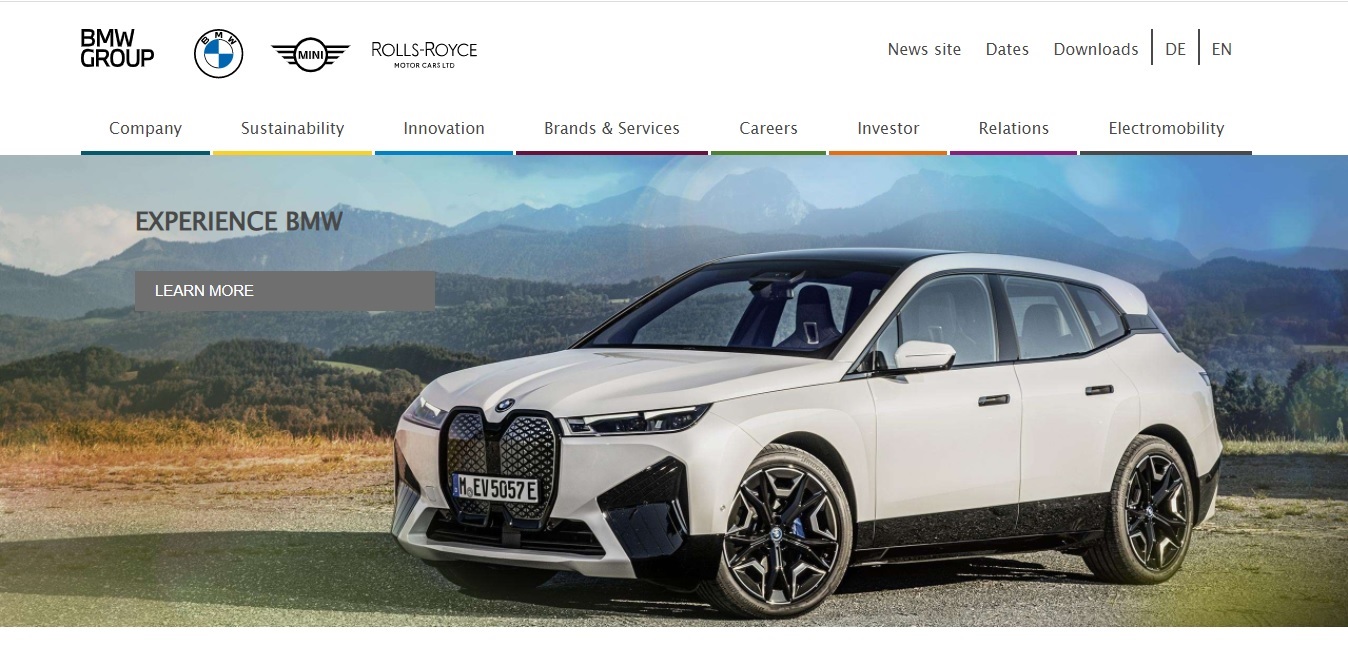 BMW
GROUP
BMW
MINI
ROLLS-ROYCE
MOTOR CARS LTD
News site Dates Downloads DE EN
Company Sustainability Innovation Brands & Services Careers Investor Relations Electromobility
EXPERIENCE BMW
LEARN MORE
M EV 5057 E